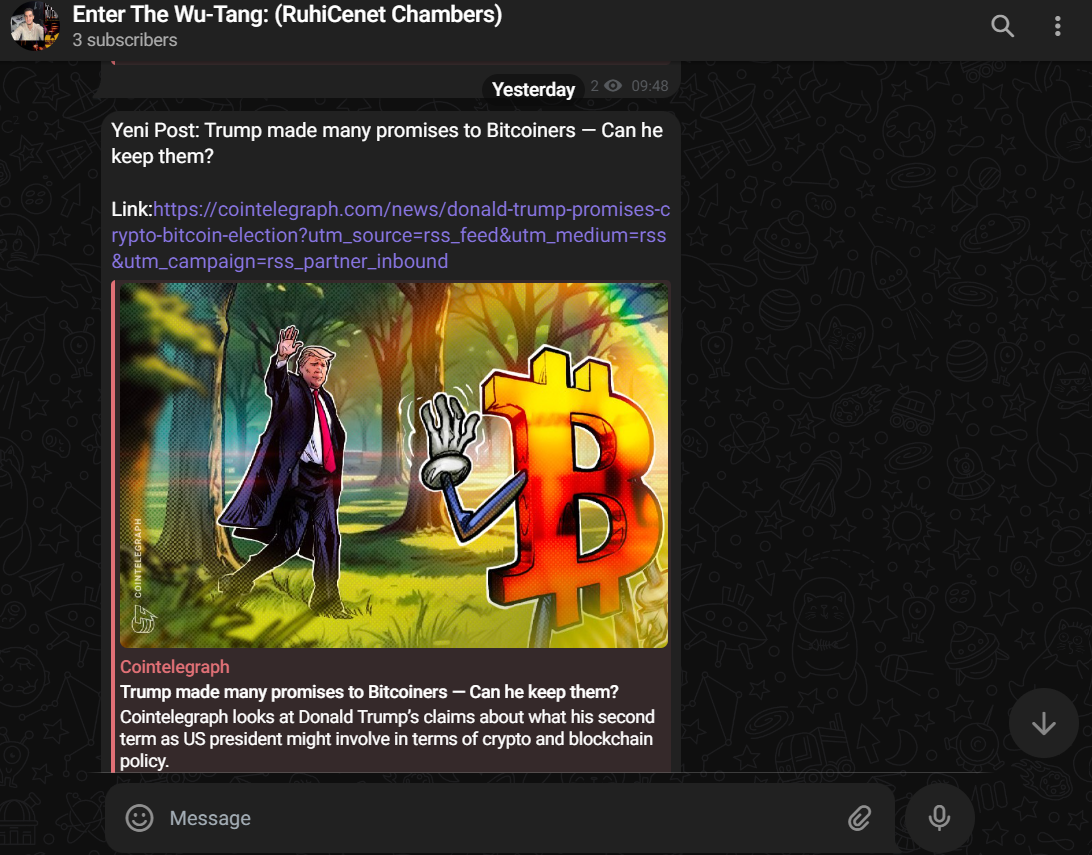 Enter The Wu-Tang: (RuhiCenet Chambers)
3 subscribers
Yesterday
2 09:48
Yeni Post: Trump made many promises to Bitcoiners — Can he
keep them?
Link:https://cointelegraph.com/news/donald-trump-promises-c
rypto-bitcoin-election?utm_source=rss_feed&utm_medium=rss
&utm_campaign=rss_partner_inbound
COINTELEGRAPH
Cointelegraph
Trump made many promises to Bitcoiners — Can he keep them?
Cointelegraph looks at Donald Trump’s claims about what his second
term as US president might involve in terms of crypto and blockchain
policy.
Message